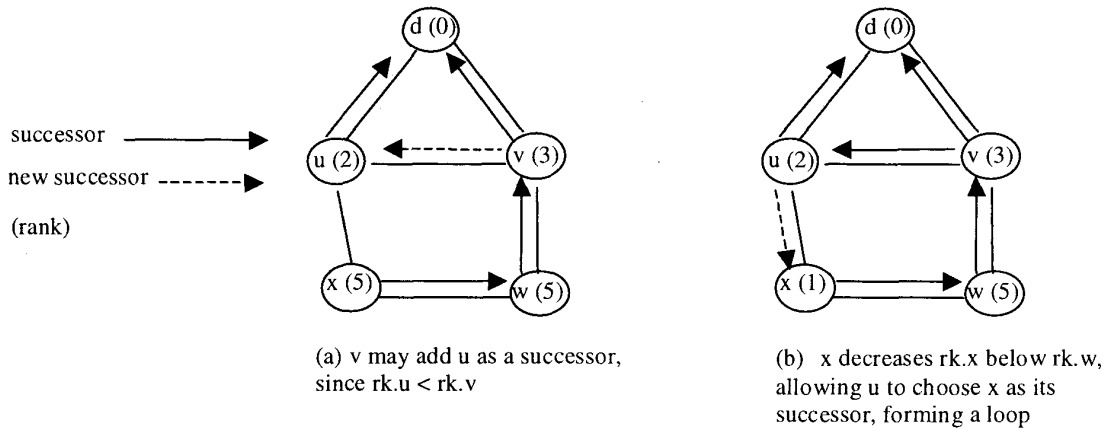 successor
new successor
(rank)
d (0)
u (2)
v (3)
x (5)
w (5)
(a) v may add u as a successor,
since rk.u < rk.v
d (0)
u (2)
v (3)
x (1)
w (5)
(b) x decreases rk.x below rk.w,
allowing u to choose x as its
successor, forming a loop